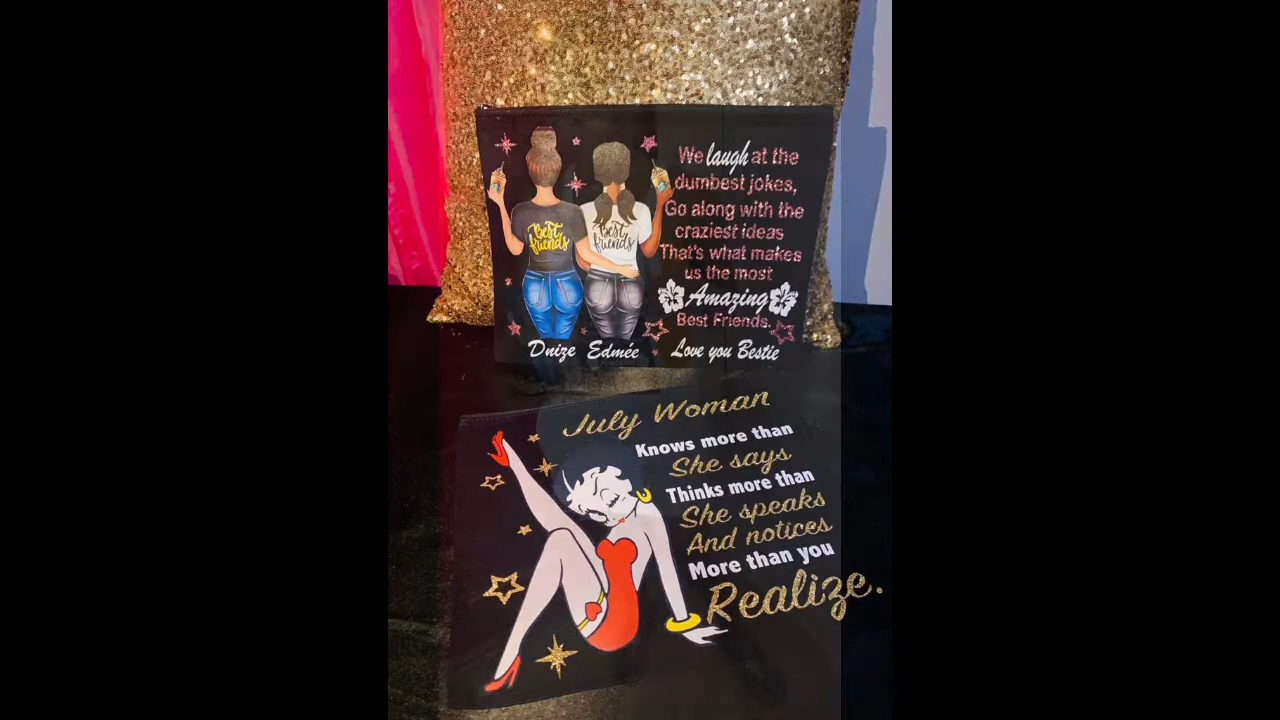 Best
friends
Best
friends
We laugh at the
dumbest jokes,
Go along with the
craziest ideas
That's what makes
us the most
Amazing
Best Friends.
Dnize Edmée Love you Bestie
July Woman
Knows more than
She says
Thinks more than
She speaks
And notices
More than you
Realize.